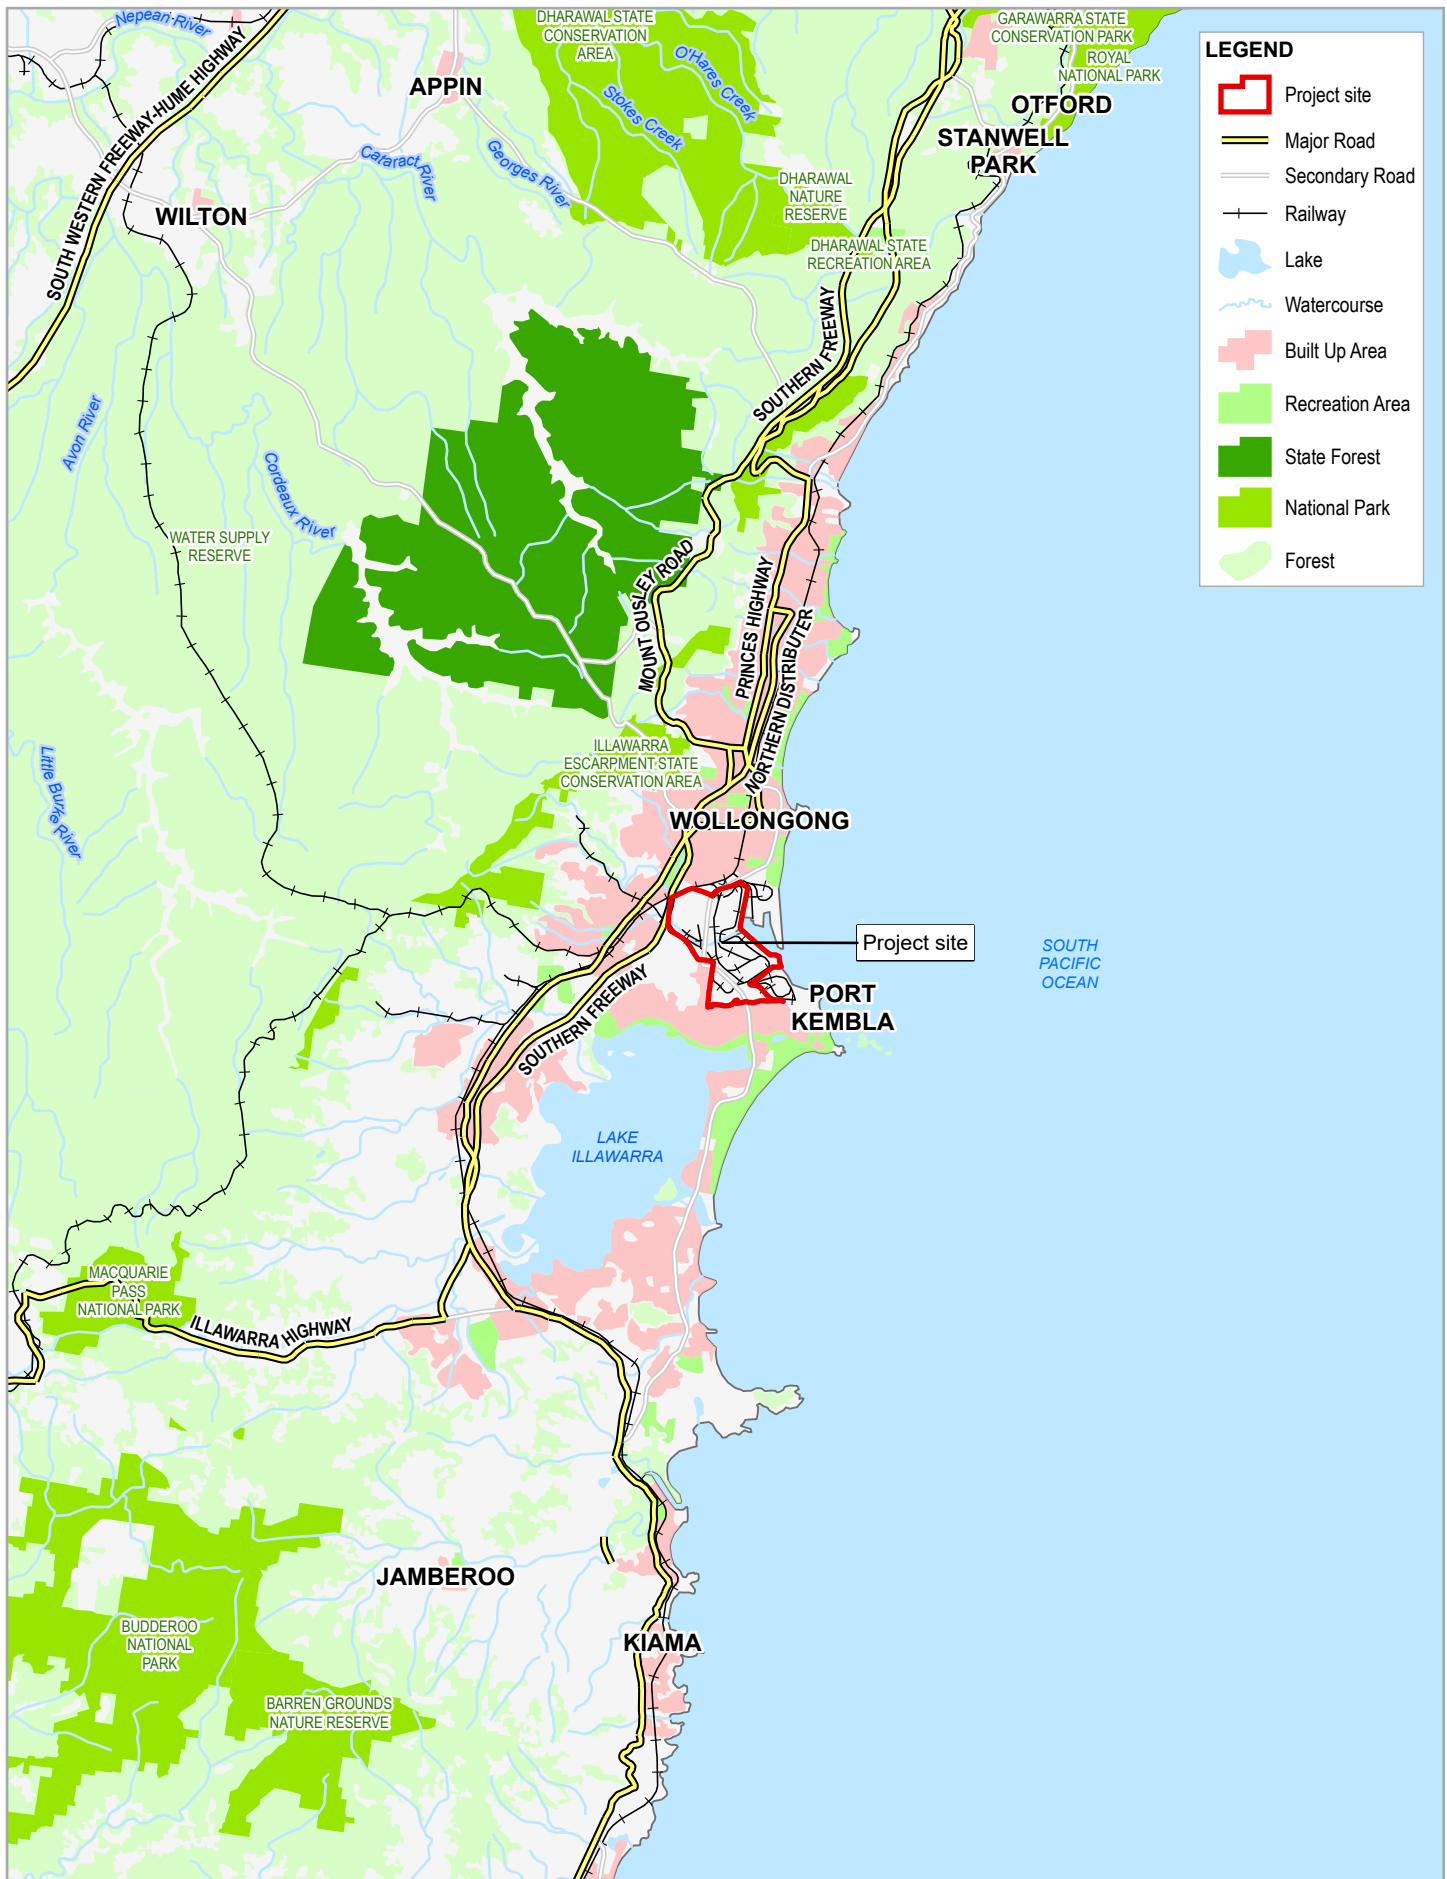 Nepean River
DHARAWAL STATE
CONSERVATION
AREA
GARAWARRA STATE
CONSERVATION PARK
ROYAL
NATIONAL PARK
LEGEND
Project site
Major Road
Secondary Road
Railway
Lake
Watercourse
Built Up Area
Recreation Area
State Forest
National Park
Forest
SOUTH WESTERN FREEWAY-HUME HIGHWAY
APPIN
O'Hares Creek
Stokes Creek
OTFORD
STANWELL
PARK
Cataract River
Georges River
DHARAWAL
NATURE
RESERVE
WILTON
DHARAWAL STATE
RECREATION AREA
SOUTHERN FREEWAY
Avon River
Cordeaux River
WATER SUPPLY
RESERVE
MOUNT OUSLEY ROAD
PRINCES HIGHWAY
NORTHERN DISTRIBUTER
Little Burke River
ILLAWARRA
ESCARPMENT STATE
CONSERVATION AREA
WOLLONGONG
Project site
SOUTH
PACIFIC
OCEAN
PORT
KEMBLA
SOUTHERN FREEWAY
LAKE
ILLAWARRA
MACQUARIE
PASS
NATIONAL PARK
ILLAWARRA HIGHWAY
JAMBEROO
BUDDEROO
NATIONAL
PARK
KIAMA
BARREN GROUNDS
NATURE RESERVE